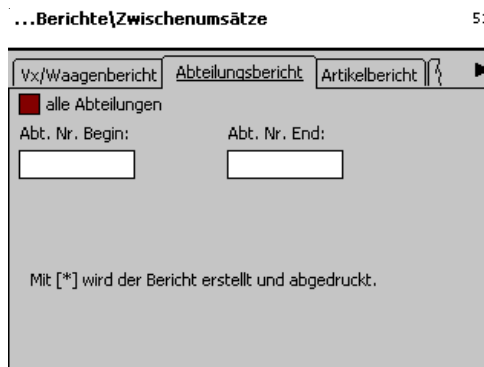 ...Berichte\Zwischenumsätze
Vx/Waagenbericht Abteilungsbericht Artikelbericht
alle Abteilungen
Abt. Nr. Begin: Abt. Nr. End:
Mit [*] wird der Bericht erstellt und abgedruckt.